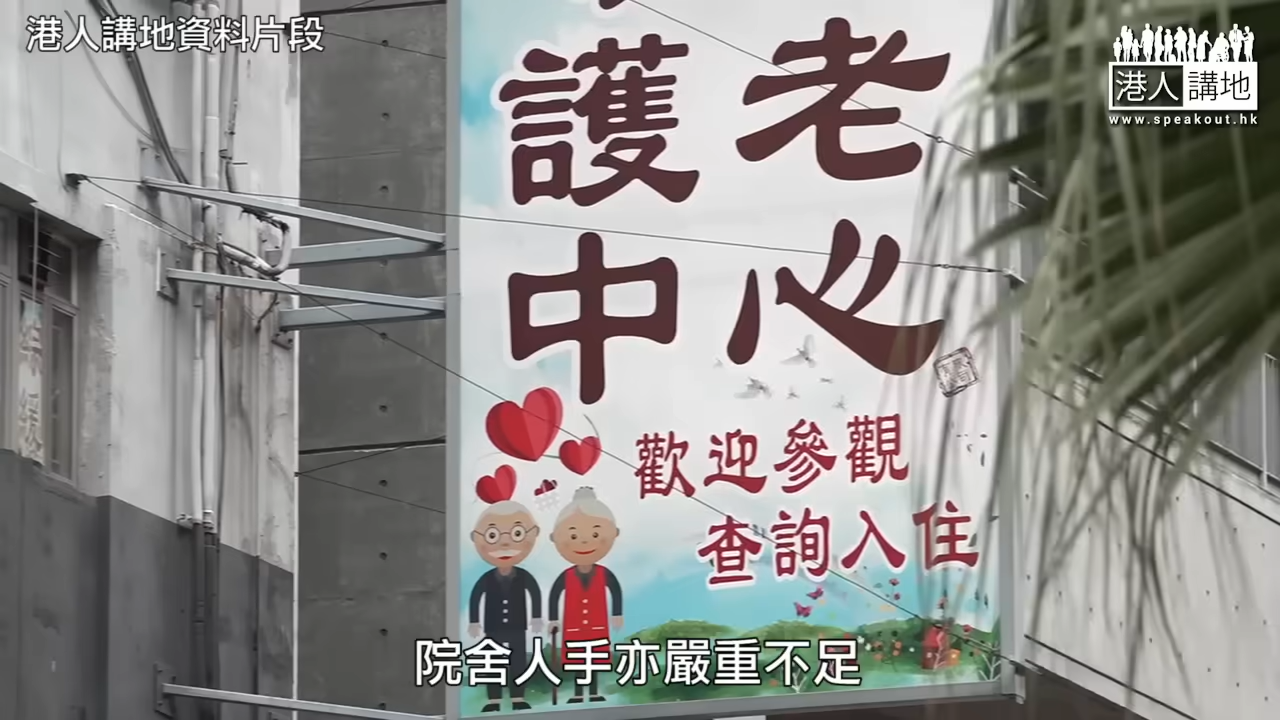 港人講地資料片段
港人講地
www.speakout.hk
護老
中心
歡迎參觀
查詢入住
院舍人手亦嚴重不足